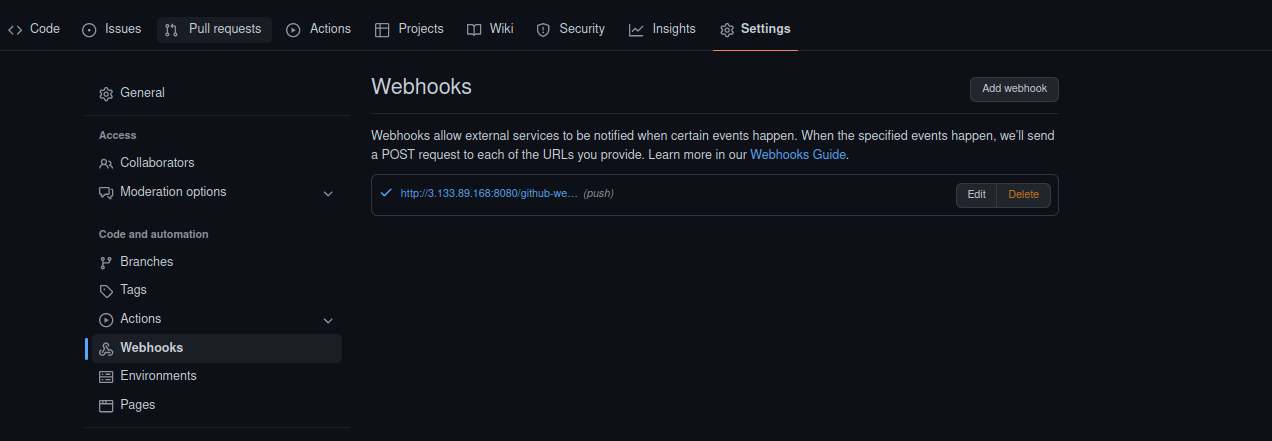 Code Issues Pull requests Actions Projects Wiki Security Insights Settings
General
Access
Collaborators
Moderation options
Code and automation
Branches
Tags
Actions
Webhooks
Environments
Pages
Webhooks
Add webhook
Webhooks allow external services to be notified when certain events happen. When the specified events happen, we'll send
a POST request to each of the URLs you provide. Learn more in our Webhooks Guide.
http://3.133.89.168:8080/github-we… (push)
Edit Delete